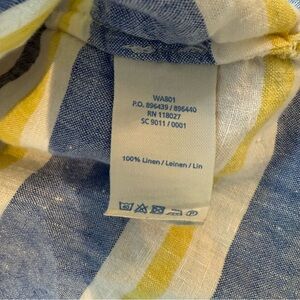 WA801
P.O. 896439 / 896440
RN 118027
SC 9011 / 0001
100% Linen / Leinen / Lin